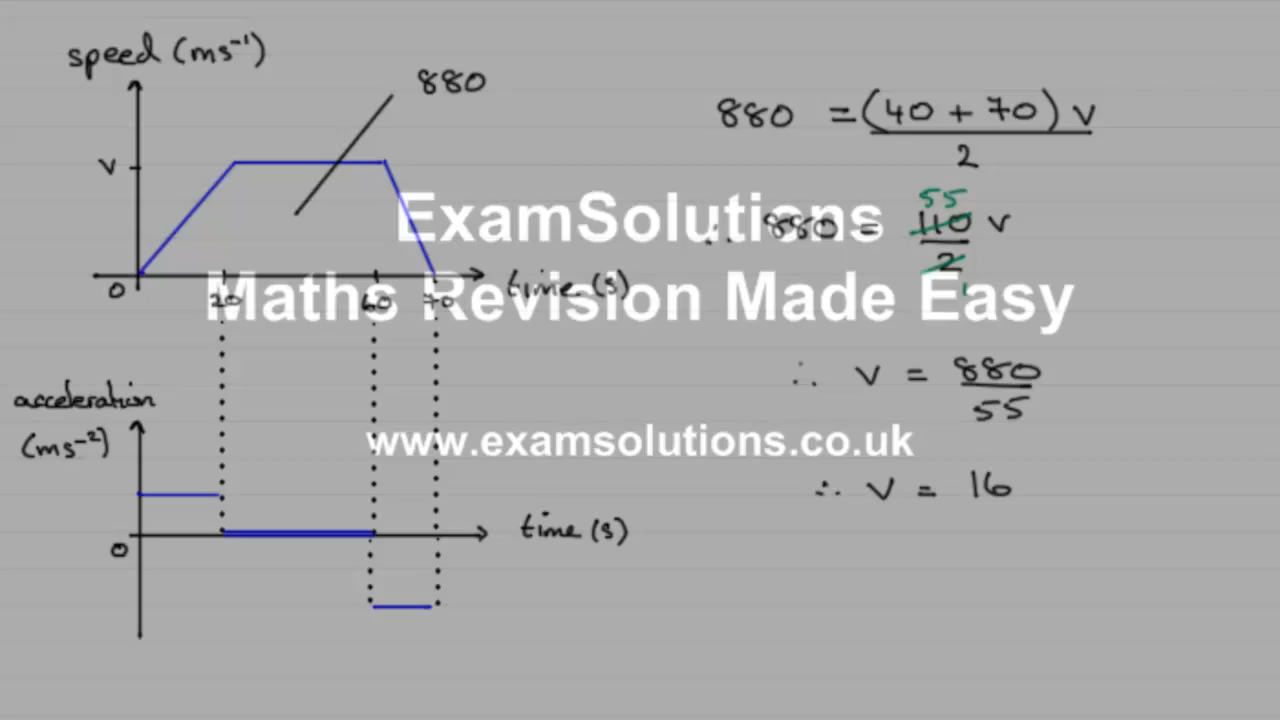 speed (ms⁻¹)
880
V
0
20
60
70
time (s)
880 = (40 + 70) v
2
∴ 880 = 110 v
55
2
1
∴ v = 880
55
∴ v = 16
ExamSolutions
Maths Revision Made Easy
www.examsolutions.co.uk
acceleration
(ms⁻²)
0
time (s)